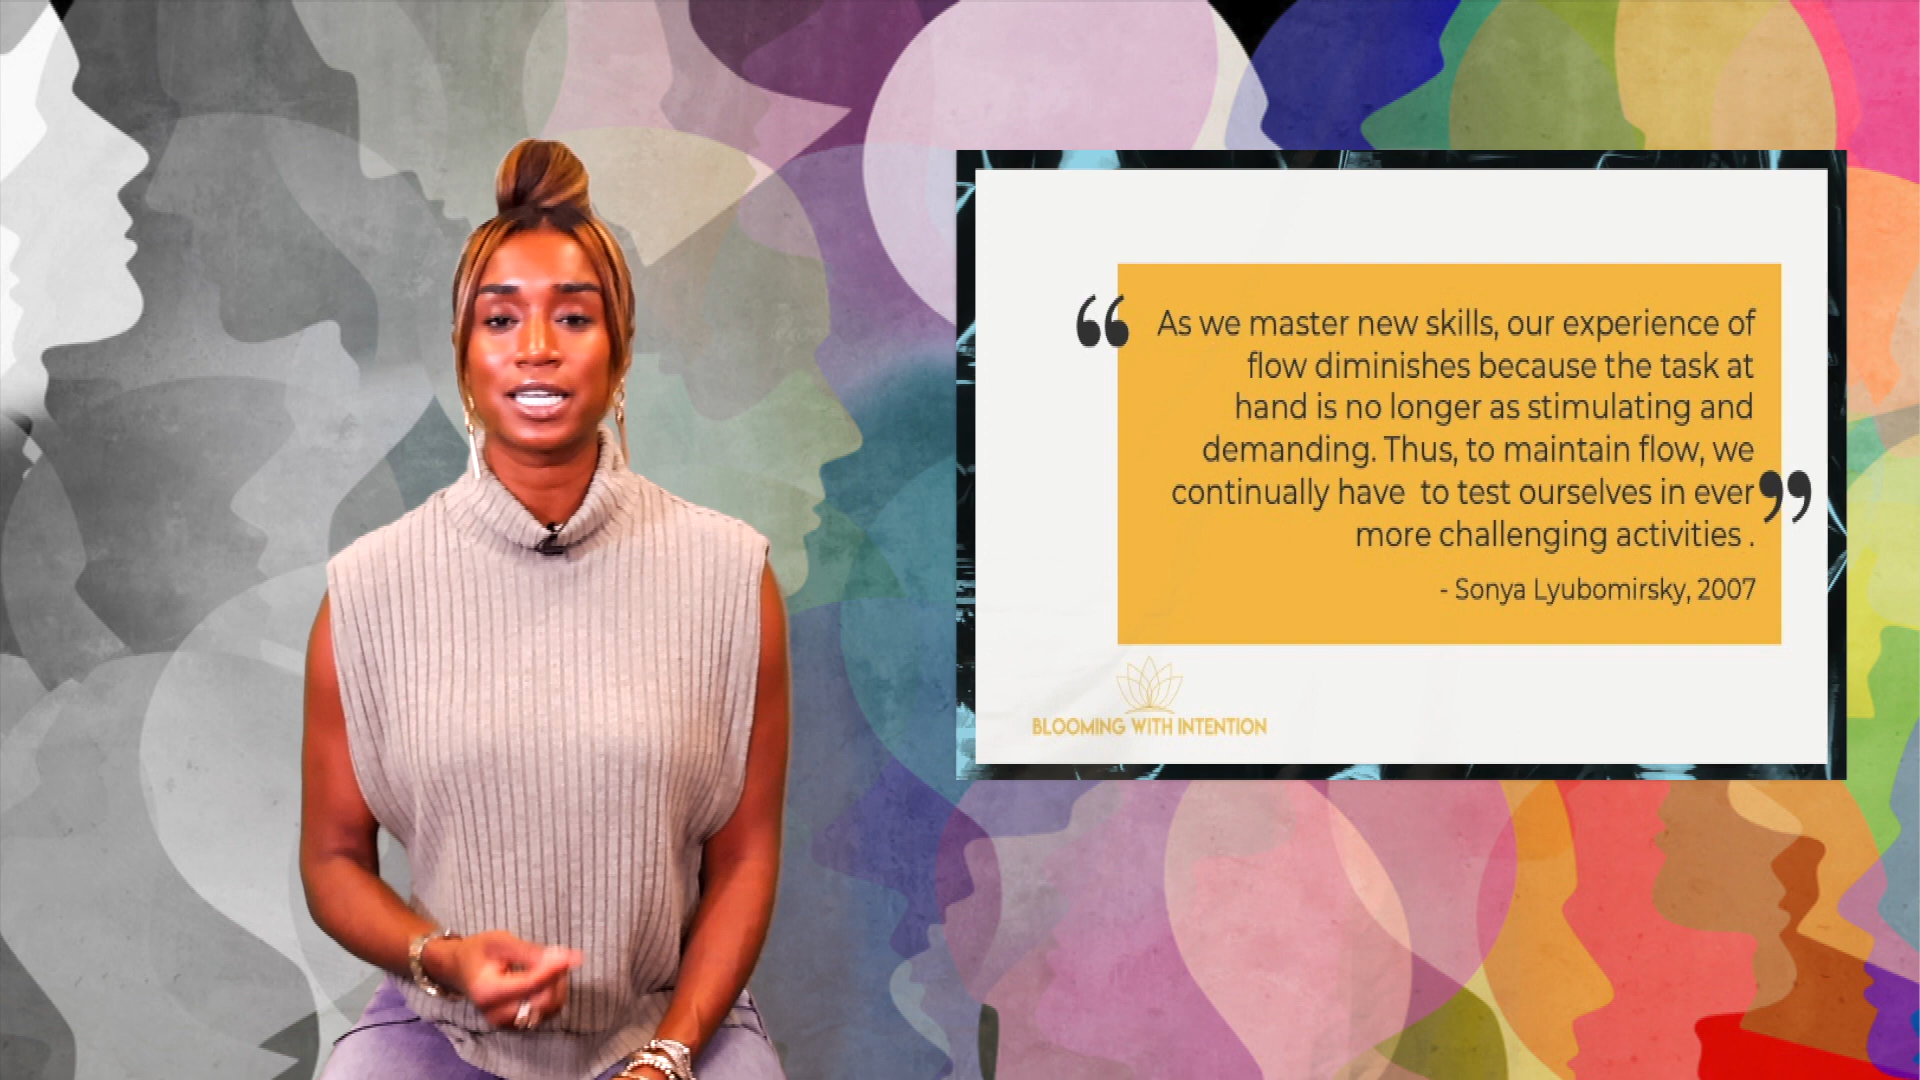 “ As we master new skills, our experience of
flow diminishes because the task at
hand is no longer as stimulating and
demanding. Thus, to maintain flow, we
continually have  to test ourselves in ever ”
more challenging activities .
- Sonya Lyubomirsky, 2007
BLOOMING WITH INTENTION